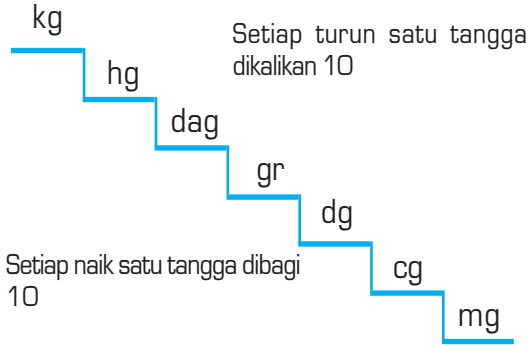 kg
Setiap turun satu tangga
dikalikan 10
hg
dag
gr
dg
Setiap naik satu tangga dibagi
10
cg
mg